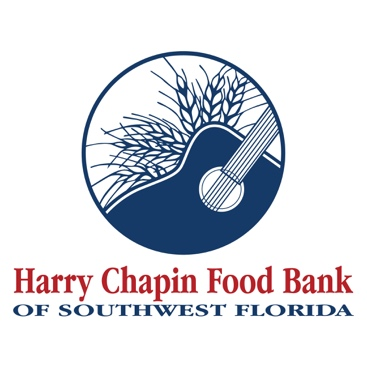 Harry Chapin Food Bank
OF SOUTHWEST FLORIDA